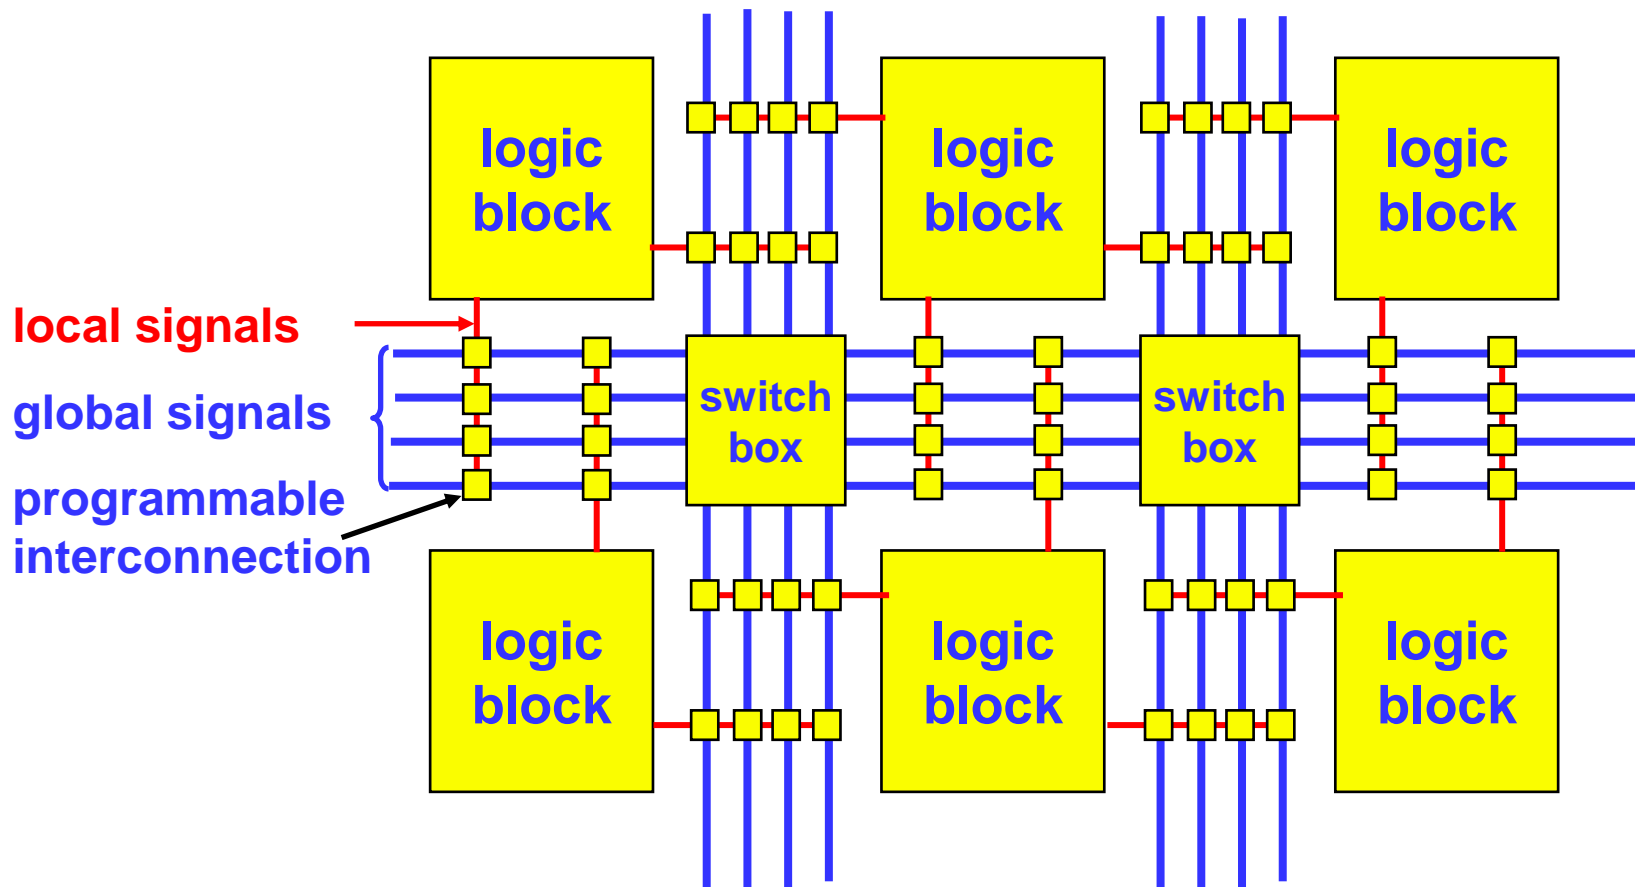 logic
block
logic
block
logic
block
local signals
global signals
programmable
interconnection
switch
box
switch
box
logic
block
logic
block
logic
block